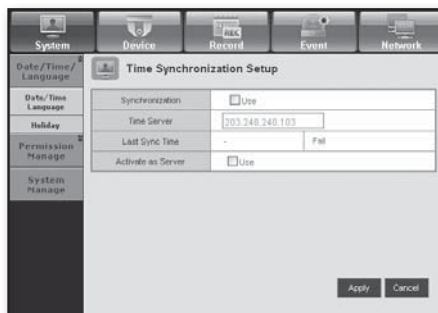 System Device Record Event Network
REC
Date/Time/
Language
Date/Time
Language
Holiday
Permission
Manage
System
Manage
Time Synchronization Setup
Synchronization Use
Time Server 203.248.240.103
Last Sync Time - Fail
Activate as Server Use
Apply Cancel